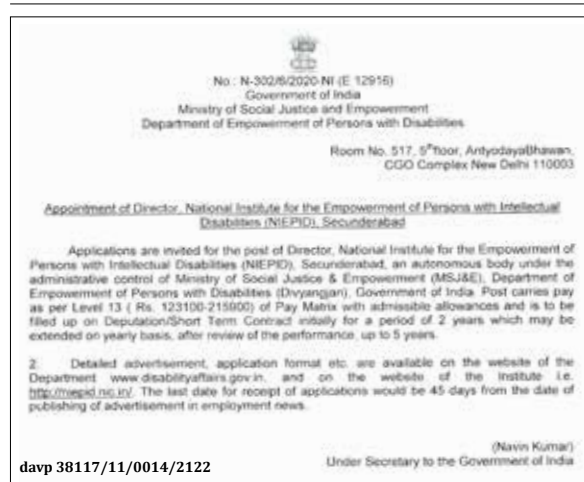 No.: N-302/6/2020-NI (E 12916)
Government of India
Ministry of Social Justice and Empowerment
Department of Empowerment of Persons with Disabilities
Room No. 517, 5th floor, AntyodayaBhawan,
CGO Complex New Delhi 110003
Appointment of Director, National Institute for the Empowerment of Persons with Intellectual
Disabilities (NIEPID), Secunderabad
Applications are invited for the post of Director, National Institute for the Empowerment of
Persons with Intellectual Disabilities (NIEPID), Secunderabad, an autonomous body under the
administrative control of Ministry of Social Justice & Empowerment (MSJ&E), Department of
Empowerment of Persons with Disabilities (Divyangjan), Government of India. Post carries pay
as per Level 13 ( Rs. 123100-215900) of Pay Matrix with admissible allowances and is to be
filled up on Deputation/Short Term Contract initially for a period of 2 years which may be
extended on yearly basis, after review of the performance, up to 5 years.
2. Detailed advertisement, application format etc. are available on the website of the
Department www.disabilityaffairs.gov.in, and on the website of the Institute i.e.
http://niepid.nic.in/. The last date for receipt of applications would be 45 days from the date of
publishing of advertisement in employment news.
(Navin Kumar)
Under Secretary to the Government of India
davp 38117/11/0014/2122